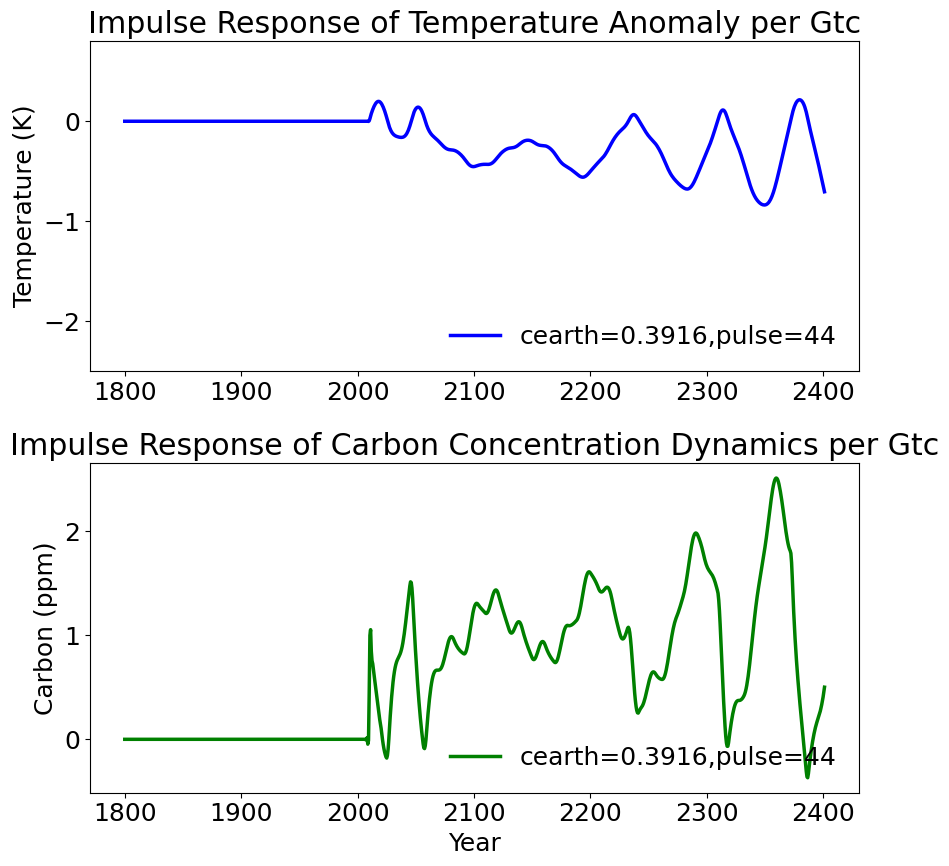 Impulse Response of Temperature Anomaly per Gtc
Temperature (K)
0
−1
−2
cearth=0.3916,pulse=44
1800 1900 2000 2100 2200 2300 2400
Impulse Response of Carbon Concentration Dynamics per Gtc
Carbon (ppm)
2
1
0
cearth=0.3916,pulse=44
1800 1900 2000 2100 2200 2300 2400
Year